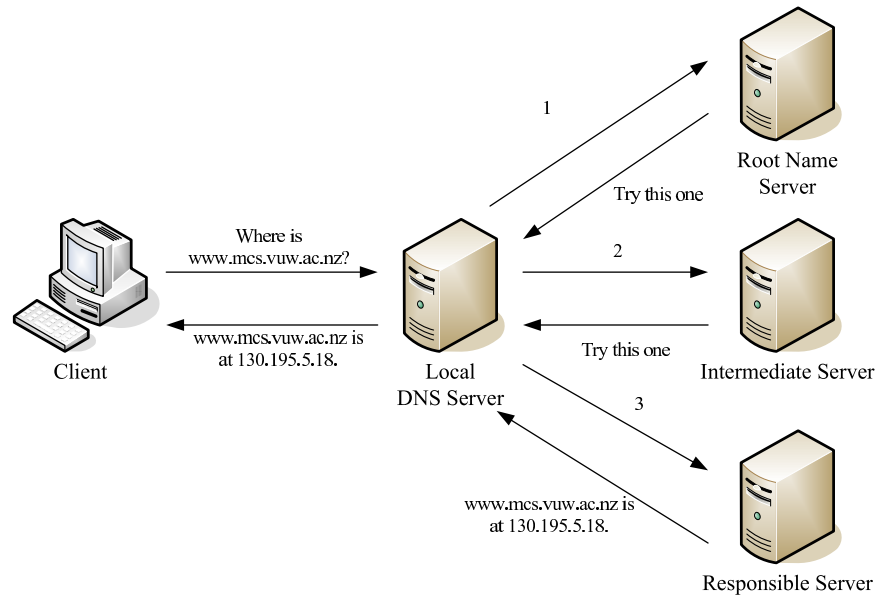 1
Root Name
Server
Try this one
Where is
www.mcs.vuw.ac.nz?
2
www.mcs.vuw.ac.nz is
at 130.195.5.18.
Try this one
Client
Local
DNS Server
Intermediate Server
3
www.mcs.vuw.ac.nz is
at 130.195.5.18.
Responsible Server